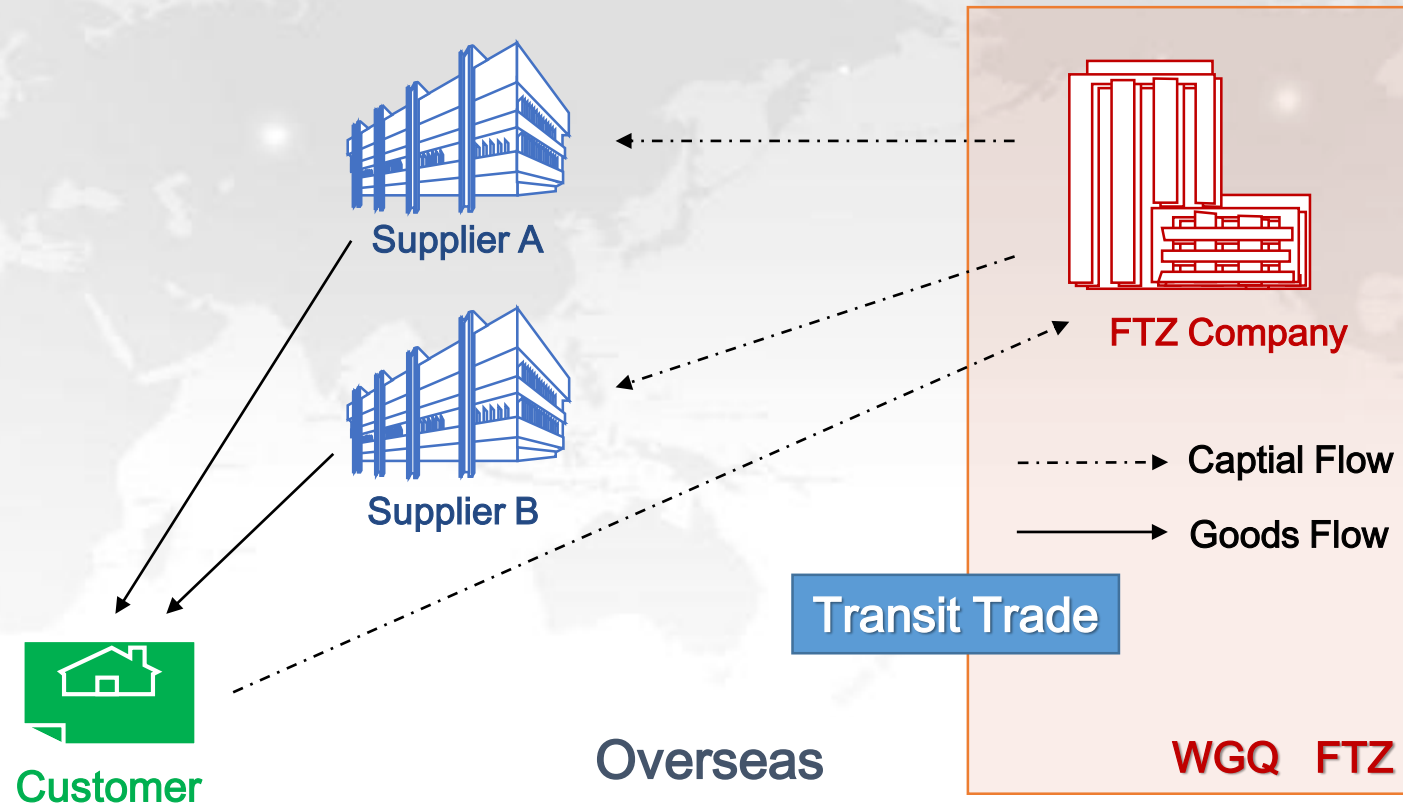 Supplier A
FTZ Company
Captial Flow
Supplier B
Goods Flow
Transit Trade
Overseas
WGQ FTZ
Customer